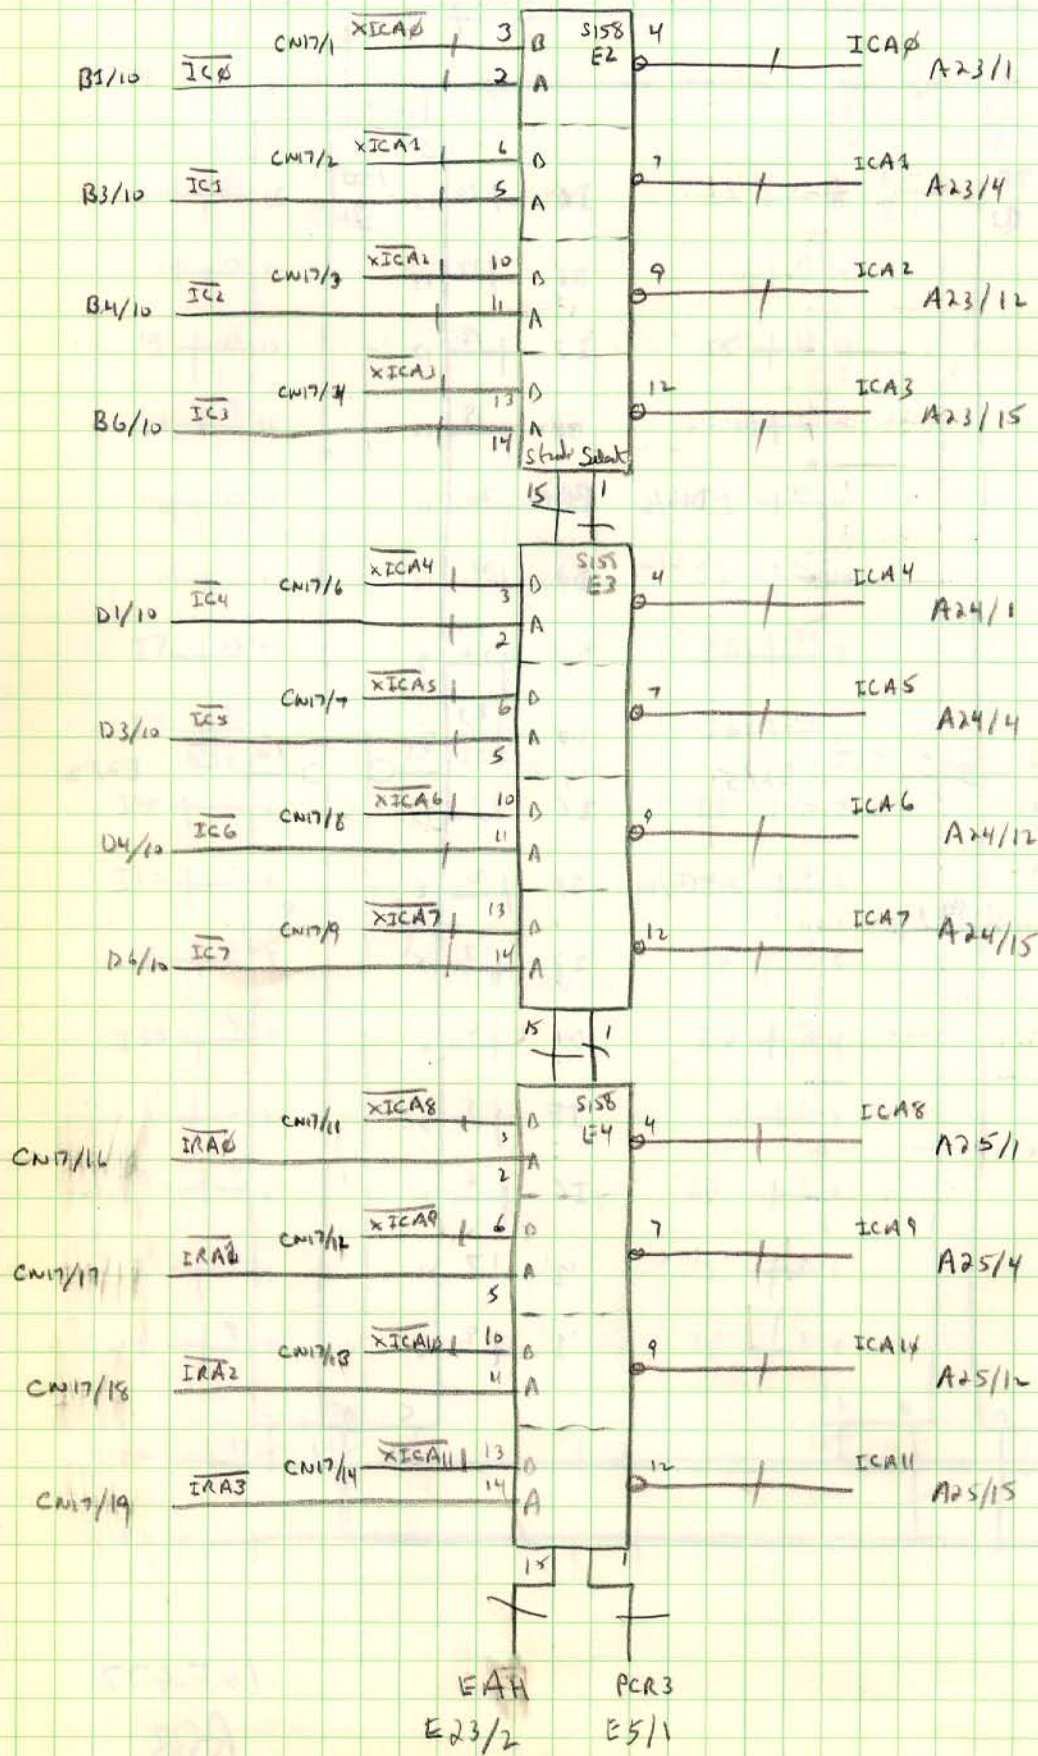 CN17/1 XICAØ 3 B S158 4 ICAØ
B1/10 ICØ 2 A E2 A23/1
CN17/2 XICA1 6 B 7 ICA1
B3/10 IC1 5 A A23/4
CN17/3 XICA2 10 B 9 ICA2
B4/10 IC2 11 A A23/12
CN17/4 XICA3 13 B 12 ICA3
B6/10 IC3 14 A A23/15
Select
15 1
CN17/6 XICA4 3 B S158 4 ICA4
D1/10 IC4 2 A E3 A24/1
CN17/7 XICA5 6 B 7 ICA5
D3/10 IC5 5 A A24/4
CN17/8 XICA6 10 B 9 ICA6
D4/10 IC6 11 A A24/12
CN17/9 XICA7 13 B 12 ICA7
D6/10 IC7 14 A A24/15
15 1
CN17/11 XICA8 3 B S158 4 ICA8
CN17/16 IRAØ 2 A E4 A25/1
CN17/12 XICA9 6 B 7 ICA9
CN17/17 IRA1 5 A A25/4
CN17/13 XICA1Ø 10 B 9 ICA1Ø
CN17/18 IRA2 11 A A25/12
CN17/14 XICA11 13 B 12 ICA11
CN17/19 IRA3 14 A A25/15
15 1
EAH PCR3
E23/2 E5/1